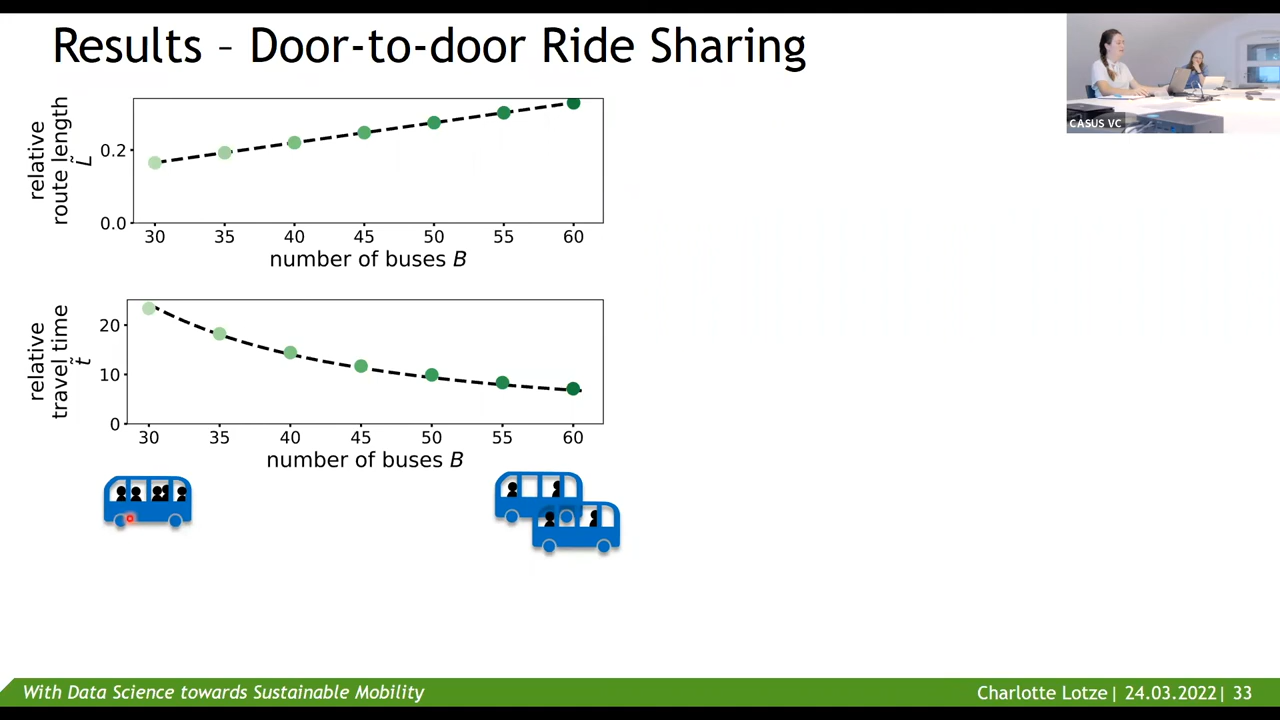 Results – Door-to-door Ride Sharing
CASUS VC
relative
route length
L̃
0.2
0.0
30 35 40 45 50 55 60
number of buses B
relative
travel time
t̃
20
10
0
30 35 40 45 50 55 60
number of buses B
With Data Science towards Sustainable Mobility
Charlotte Lotze| 24.03.2022| 33